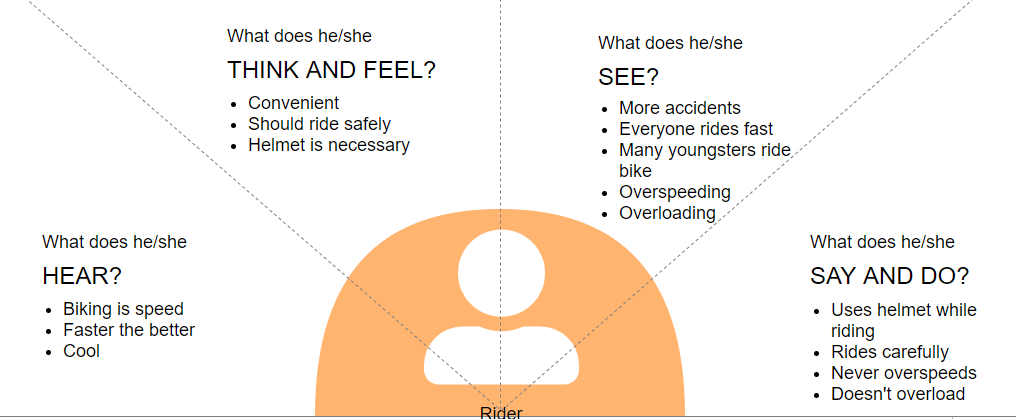 What does he/she
THINK AND FEEL?
• Convenient
• Should ride safely
• Helmet is necessary
What does he/she
SEE?
• More accidents
• Everyone rides fast
• Many youngsters ride
bike
• Overspeeding
• Overloading
What does he/she
HEAR?
• Biking is speed
• Faster the better
• Cool
What does he/she
SAY AND DO?
• Uses helmet while
riding
• Rides carefully
• Never overspeeds
• Doesn't overload
Rider